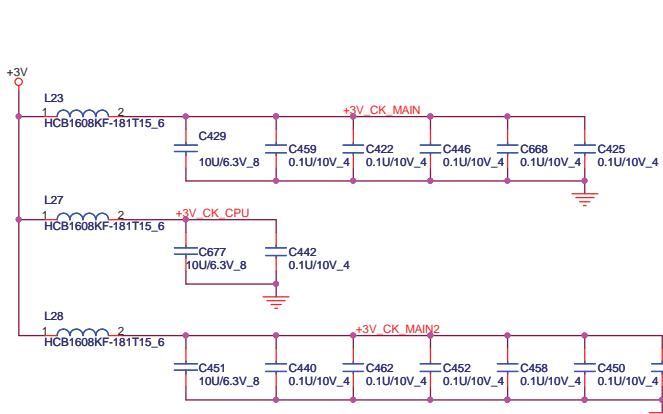 +3V
L23
1 2
HCB1608KF-181T15_6
+3V_CK_MAIN
C429
10U/6.3V_8
C459
0.1U/10V_4
C422
0.1U/10V_4
C446
0.1U/10V_4
C668
0.1U/10V_4
C425
0.1U/10V_4
L27
1 2
HCB1608KF-181T15_6
+3V_CK_CPU
C677
10U/6.3V_8
C442
0.1U/10V_4
L28
1 2
HCB1608KF-181T15_6
+3V_CK_MAIN2
C451
10U/6.3V_8
C440
0.1U/10V_4
C462
0.1U/10V_4
C452
0.1U/10V_4
C458
0.1U/10V_4
C450
0.1U/10V_4